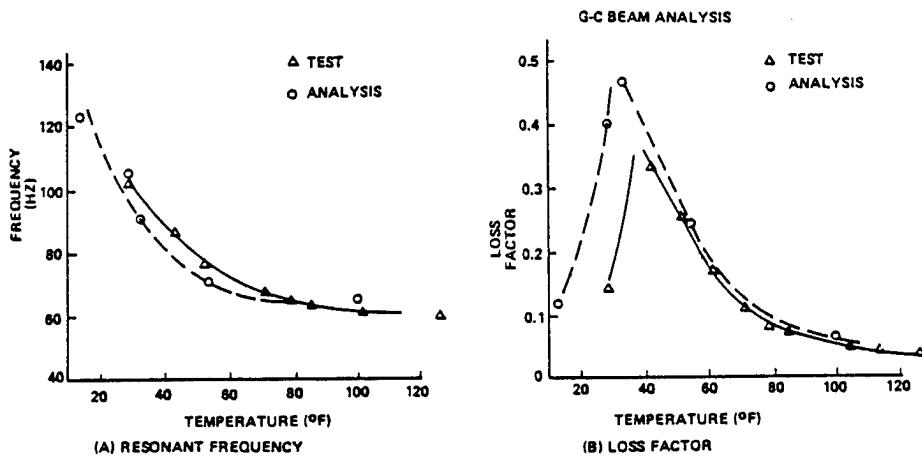 G-C BEAM ANALYSIS
140
120
100
80
60
40
FREQUENCY
(HZ)
TEST
ANALYSIS
20
40
60
80
100
120
TEMPERATURE (°F)
(A) RESONANT FREQUENCY
0.5
0.4
0.3
0.2
0.1
0
LOSS
FACTOR
TEST
ANALYSIS
20
40
60
80
100
120
TEMPERATURE (°F)
(B) LOSS FACTOR